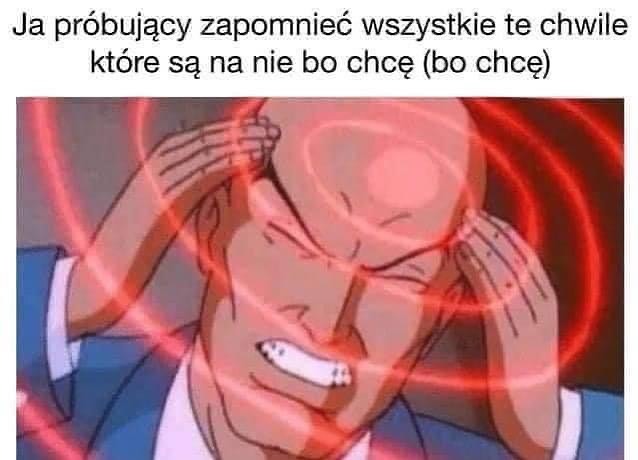 Ja próbujący zapomnieć wszystkie te chwile
które są na nie bo chcę (bo chcę)